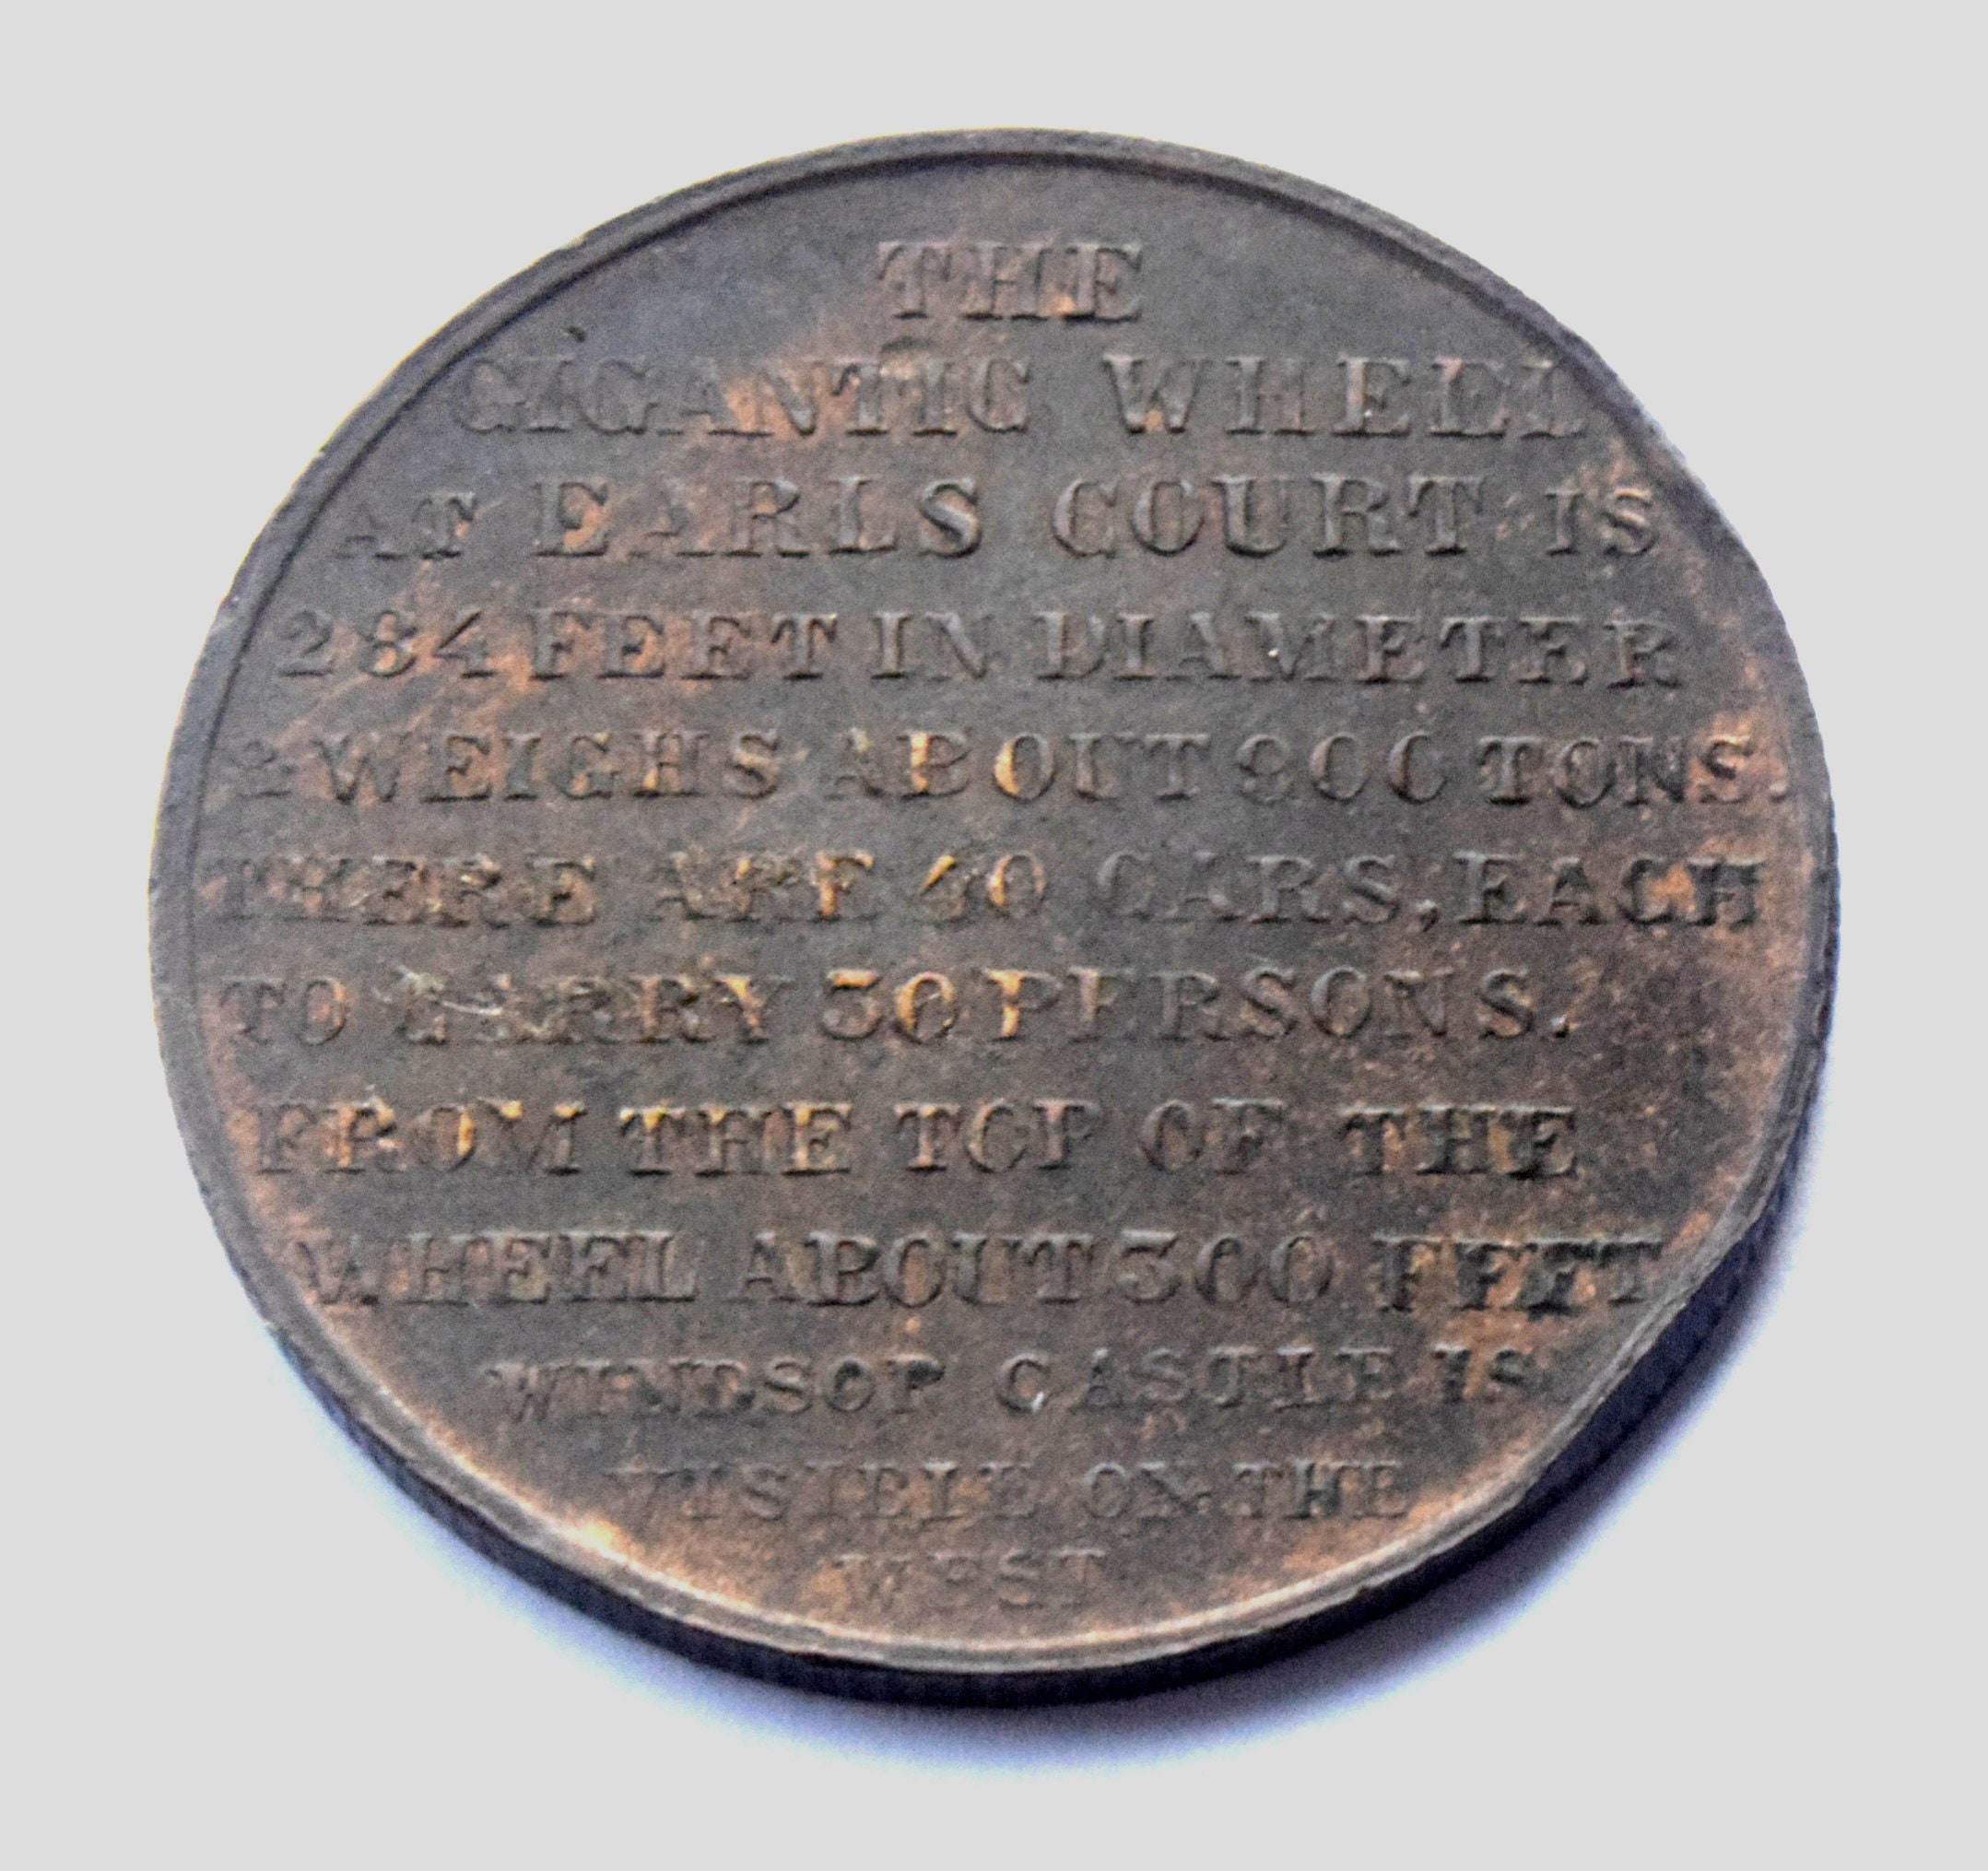 THE
GIGANTIC WHEEL
AT EARLS COURT IS
284 FEET IN DIAMETER
& WEIGHS ABOUT 900 TONS.
THERE ARE 40 CARS, EACH
TO CARRY 30 PERSONS.
FROM THE TOP OF THE
WHEEL ABOUT 300 FEET
WINDSOR CASTLE IS
VISIBLE ON THE
WEST